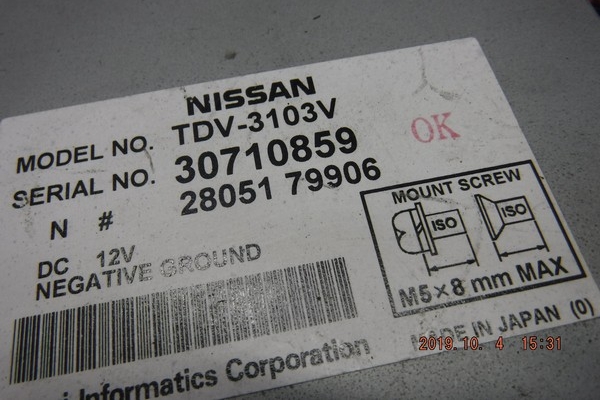 NISSAN
MODEL NO. TDV-3103V
SERIAL NO. 30710859
N # 28051 79906
DC 12V
NEGATIVE GROUND
OK
MOUNT SCREW
ISO ISO
M5×8 mm MAX
Informatics Corporation
MADE IN JAPAN (0)
2019.10. 4 15:31